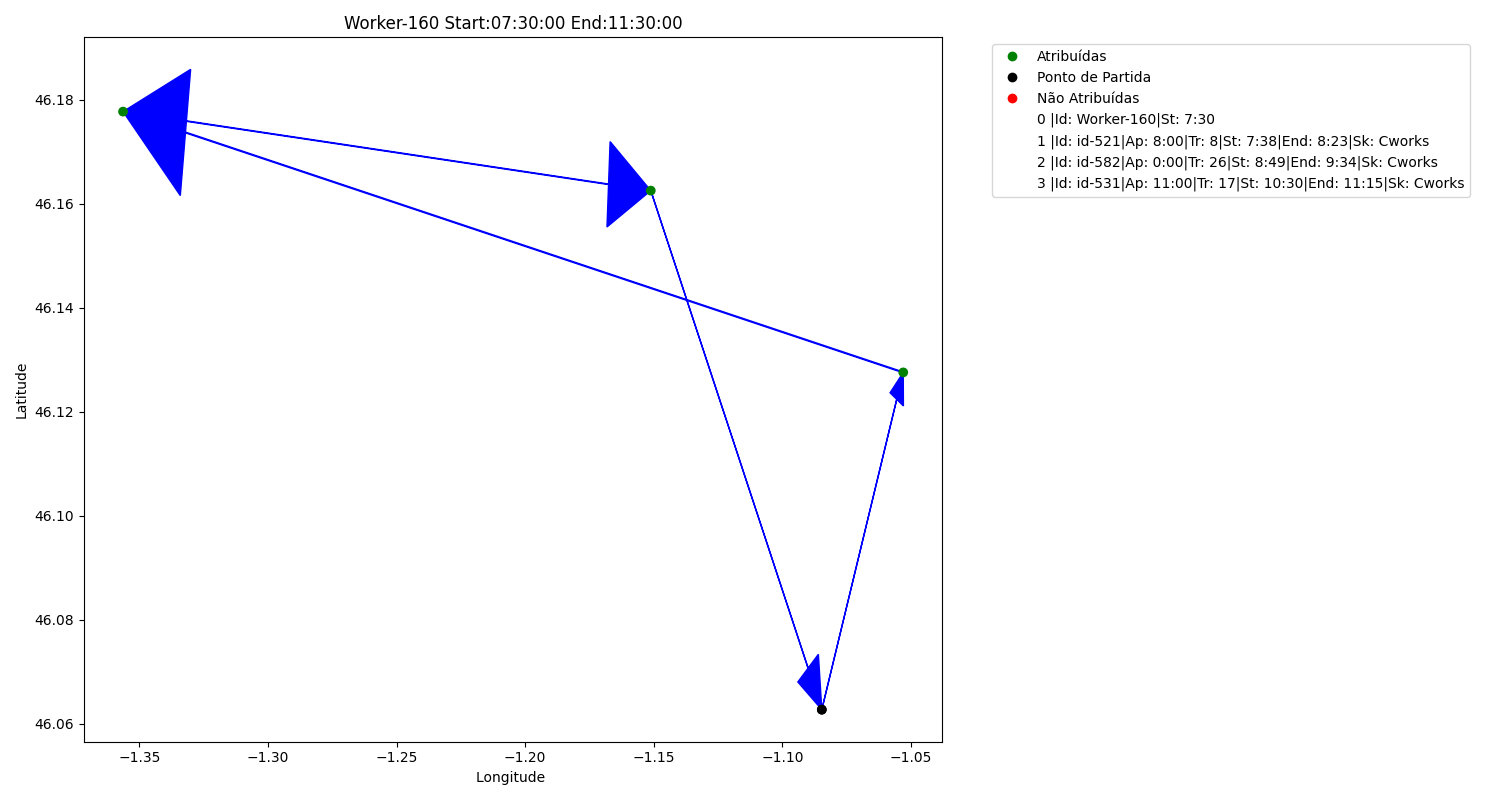 Worker-160 Start:07:30:00 End:11:30:00
46.18
46.16
46.14
46.12
46.10
46.08
46.06
Latitude
−1.35
−1.30
−1.25
−1.20
−1.15
−1.10
−1.05
Longitude
Atribuídas
Ponto de Partida
Não Atribuídas
0 |Id: Worker-160|St: 7:30
1 |Id: id-521|Ap: 8:00|Tr: 8|St: 7:38|End: 8:23|Sk: Cworks
2 |Id: id-582|Ap: 0:00|Tr: 26|St: 8:49|End: 9:34|Sk: Cworks
3 |Id: id-531|Ap: 11:00|Tr: 17|St: 10:30|End: 11:15|Sk: Cworks